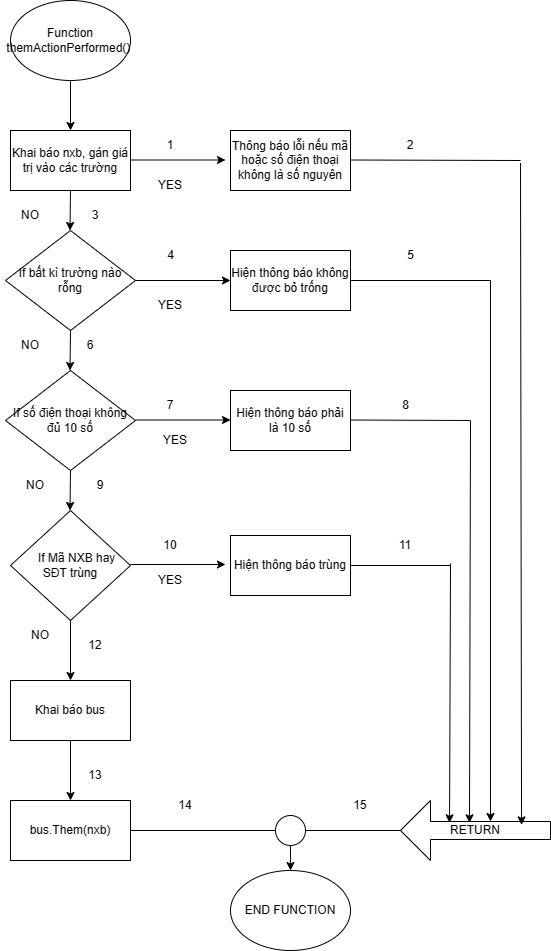 Function
themActionPerformed()
Khai báo nxb, gán giá
trị vào các trường
1
YES
Thông báo lỗi nếu mã
hoặc số điện thoại
không là số nguyên
2
NO
3
If bất kì trường nào
rỗng
4
YES
Hiện thông báo không
được bỏ trống
5
NO
6
If số điện thoại không
đủ 10 số
7
YES
Hiện thông báo phải
là 10 số
8
NO
9
If Mã NXB hay
SĐT trùng
10
YES
Hiện thông báo trùng
11
NO
12
Khai báo bus
13
bus.Them(nxb)
14
15
RETURN
END FUNCTION